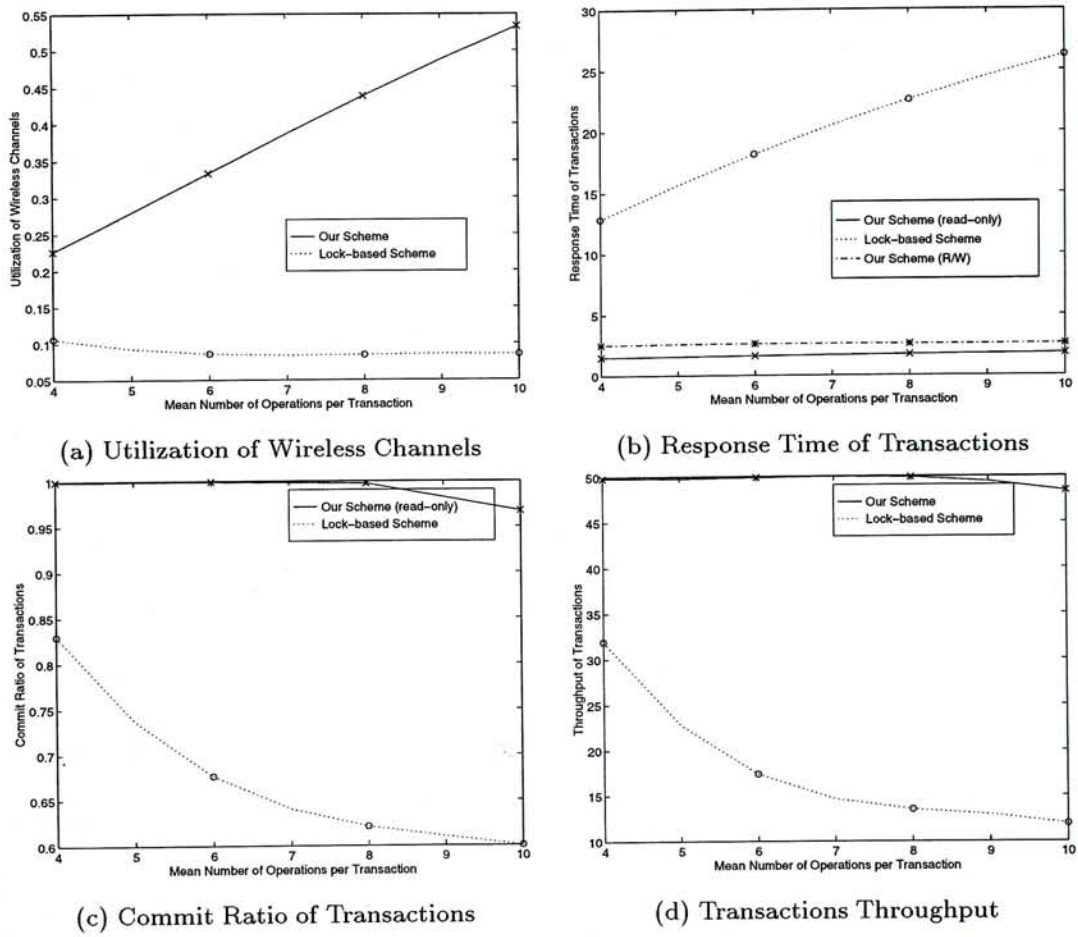 0.55
0.5
0.45
0.4
0.35
0.3
0.25
0.2
0.15
0.1
0.05
Utilization of Wireless Channels
Our Scheme
Lock-based Scheme
4 5 6 7 8 9 10
Mean Number of Operations per Transaction
(a) Utilization of Wireless Channels
30
25
20
15
10
5
0
Response Time of Transactions
Our Scheme (read-only)
Lock-based Scheme
Our Scheme (R/W)
4 5 6 7 8 9 10
Mean Number of Operations per Transaction
(b) Response Time of Transactions
1
0.95
0.9
0.85
0.8
0.75
0.7
0.65
0.6
Commit Ratio of Transactions
Our Scheme (read-only)
Lock-based Scheme
4 5 6 7 8 9 10
Mean Number of Operations per Transaction
(c) Commit Ratio of Transactions
50
45
40
35
30
25
20
15
10
Throughput of Transactions
Our Scheme
Lock-based Scheme
4 5 6 7 8 9 10
Mean Number of Operations per Transaction
(d) Transactions Throughput